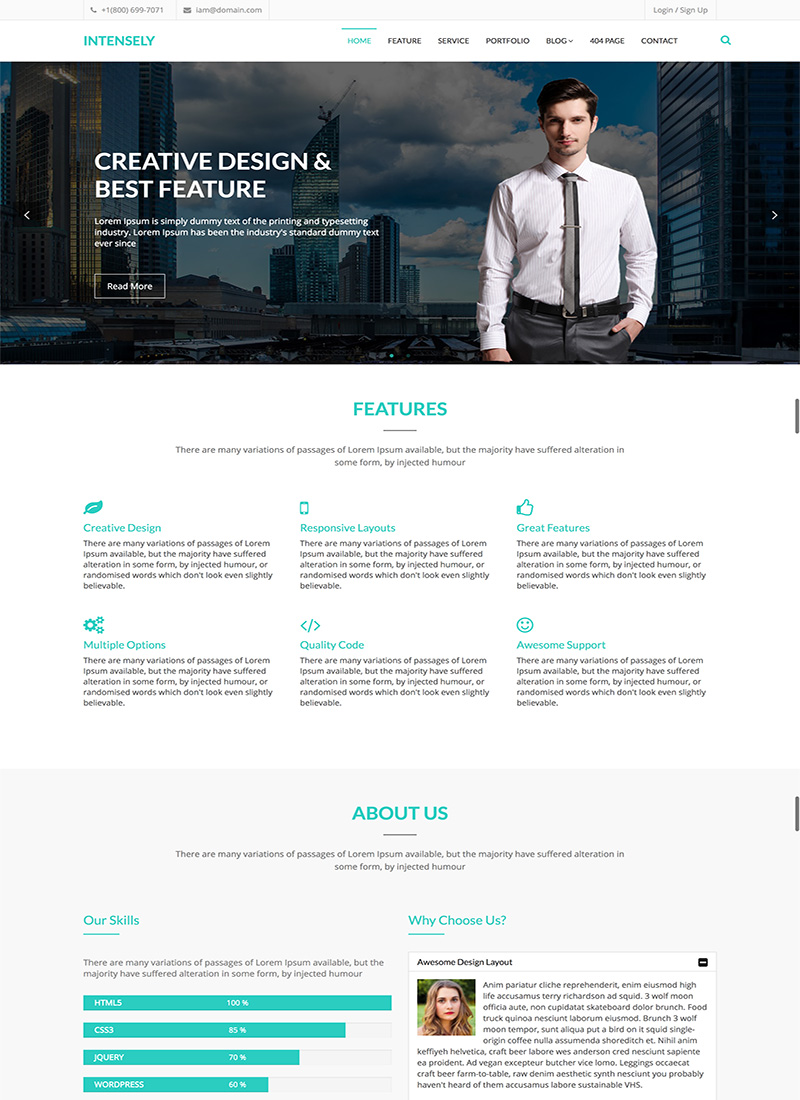 +1(800) 699-7071 iam@domain.com Login / Sign Up
INTENSELY HOME FEATURE SERVICE PORTFOLIO BLOG 404 PAGE CONTACT
CREATIVE DESIGN &
BEST FEATURE
Lorem Ipsum is simply dummy text of the printing and typesetting
industry. Lorem Ipsum has been the industry's standard dummy text
ever since
Read More
FEATURES
There are many variations of passages of Lorem Ipsum available, but the majority have suffered alteration in
some form, by injected humour
Creative Design
There are many variations of passages of Lorem
Ipsum available, but the majority have suffered
alteration in some form, by injected humour, or
randomised words which don't look even slightly
believable.
Responsive Layouts
There are many variations of passages of Lorem
Ipsum available, but the majority have suffered
alteration in some form, by injected humour, or
randomised words which don't look even slightly
believable.
Great Features
There are many variations of passages of Lorem
Ipsum available, but the majority have suffered
alteration in some form, by injected humour, or
randomised words which don't look even slightly
believable.
Multiple Options
There are many variations of passages of Lorem
Ipsum available, but the majority have suffered
alteration in some form, by injected humour, or
randomised words which don't look even slightly
believable.
Quality Code
There are many variations of passages of Lorem
Ipsum available, but the majority have suffered
alteration in some form, by injected humour, or
randomised words which don't look even slightly
believable.
Awesome Support
There are many variations of passages of Lorem
Ipsum available, but the majority have suffered
alteration in some form, by injected humour, or
randomised words which don't look even slightly
believable.
ABOUT US
There are many variations of passages of Lorem Ipsum available, but the majority have suffered alteration in
some form, by injected humour
Our Skills
There are many variations of passages of Lorem Ipsum available, but the
majority have suffered alteration in some form, by injected humour
HTML5 100 %
CSS3 85 %
JQUERY 70 %
WORDPRESS 60 %
Why Choose Us?
Awesome Design Layout
Anim pariatur cliche reprehenderit, enim eiusmod high
life accusamus terry richardson ad squid. 3 wolf moon
officia aute, non cupidatat skateboard dolor brunch. Food
truck quinoa nesciunt laborum eiusmod. Brunch 3 wolf
moon tempor, sunt aliqua put a bird on it squid single-
origin coffee nulla assumenda shoreditch et. Nihil anim
keffiyeh helvetica, craft beer labore wes anderson cred nesciunt sapiente
ea proident. Ad vegan excepteur butcher vice lomo. Leggings occaecat
craft beer farm-to-table, raw denim aesthetic synth nesciunt you probably
haven't heard of them accusamus labore sustainable VHS.